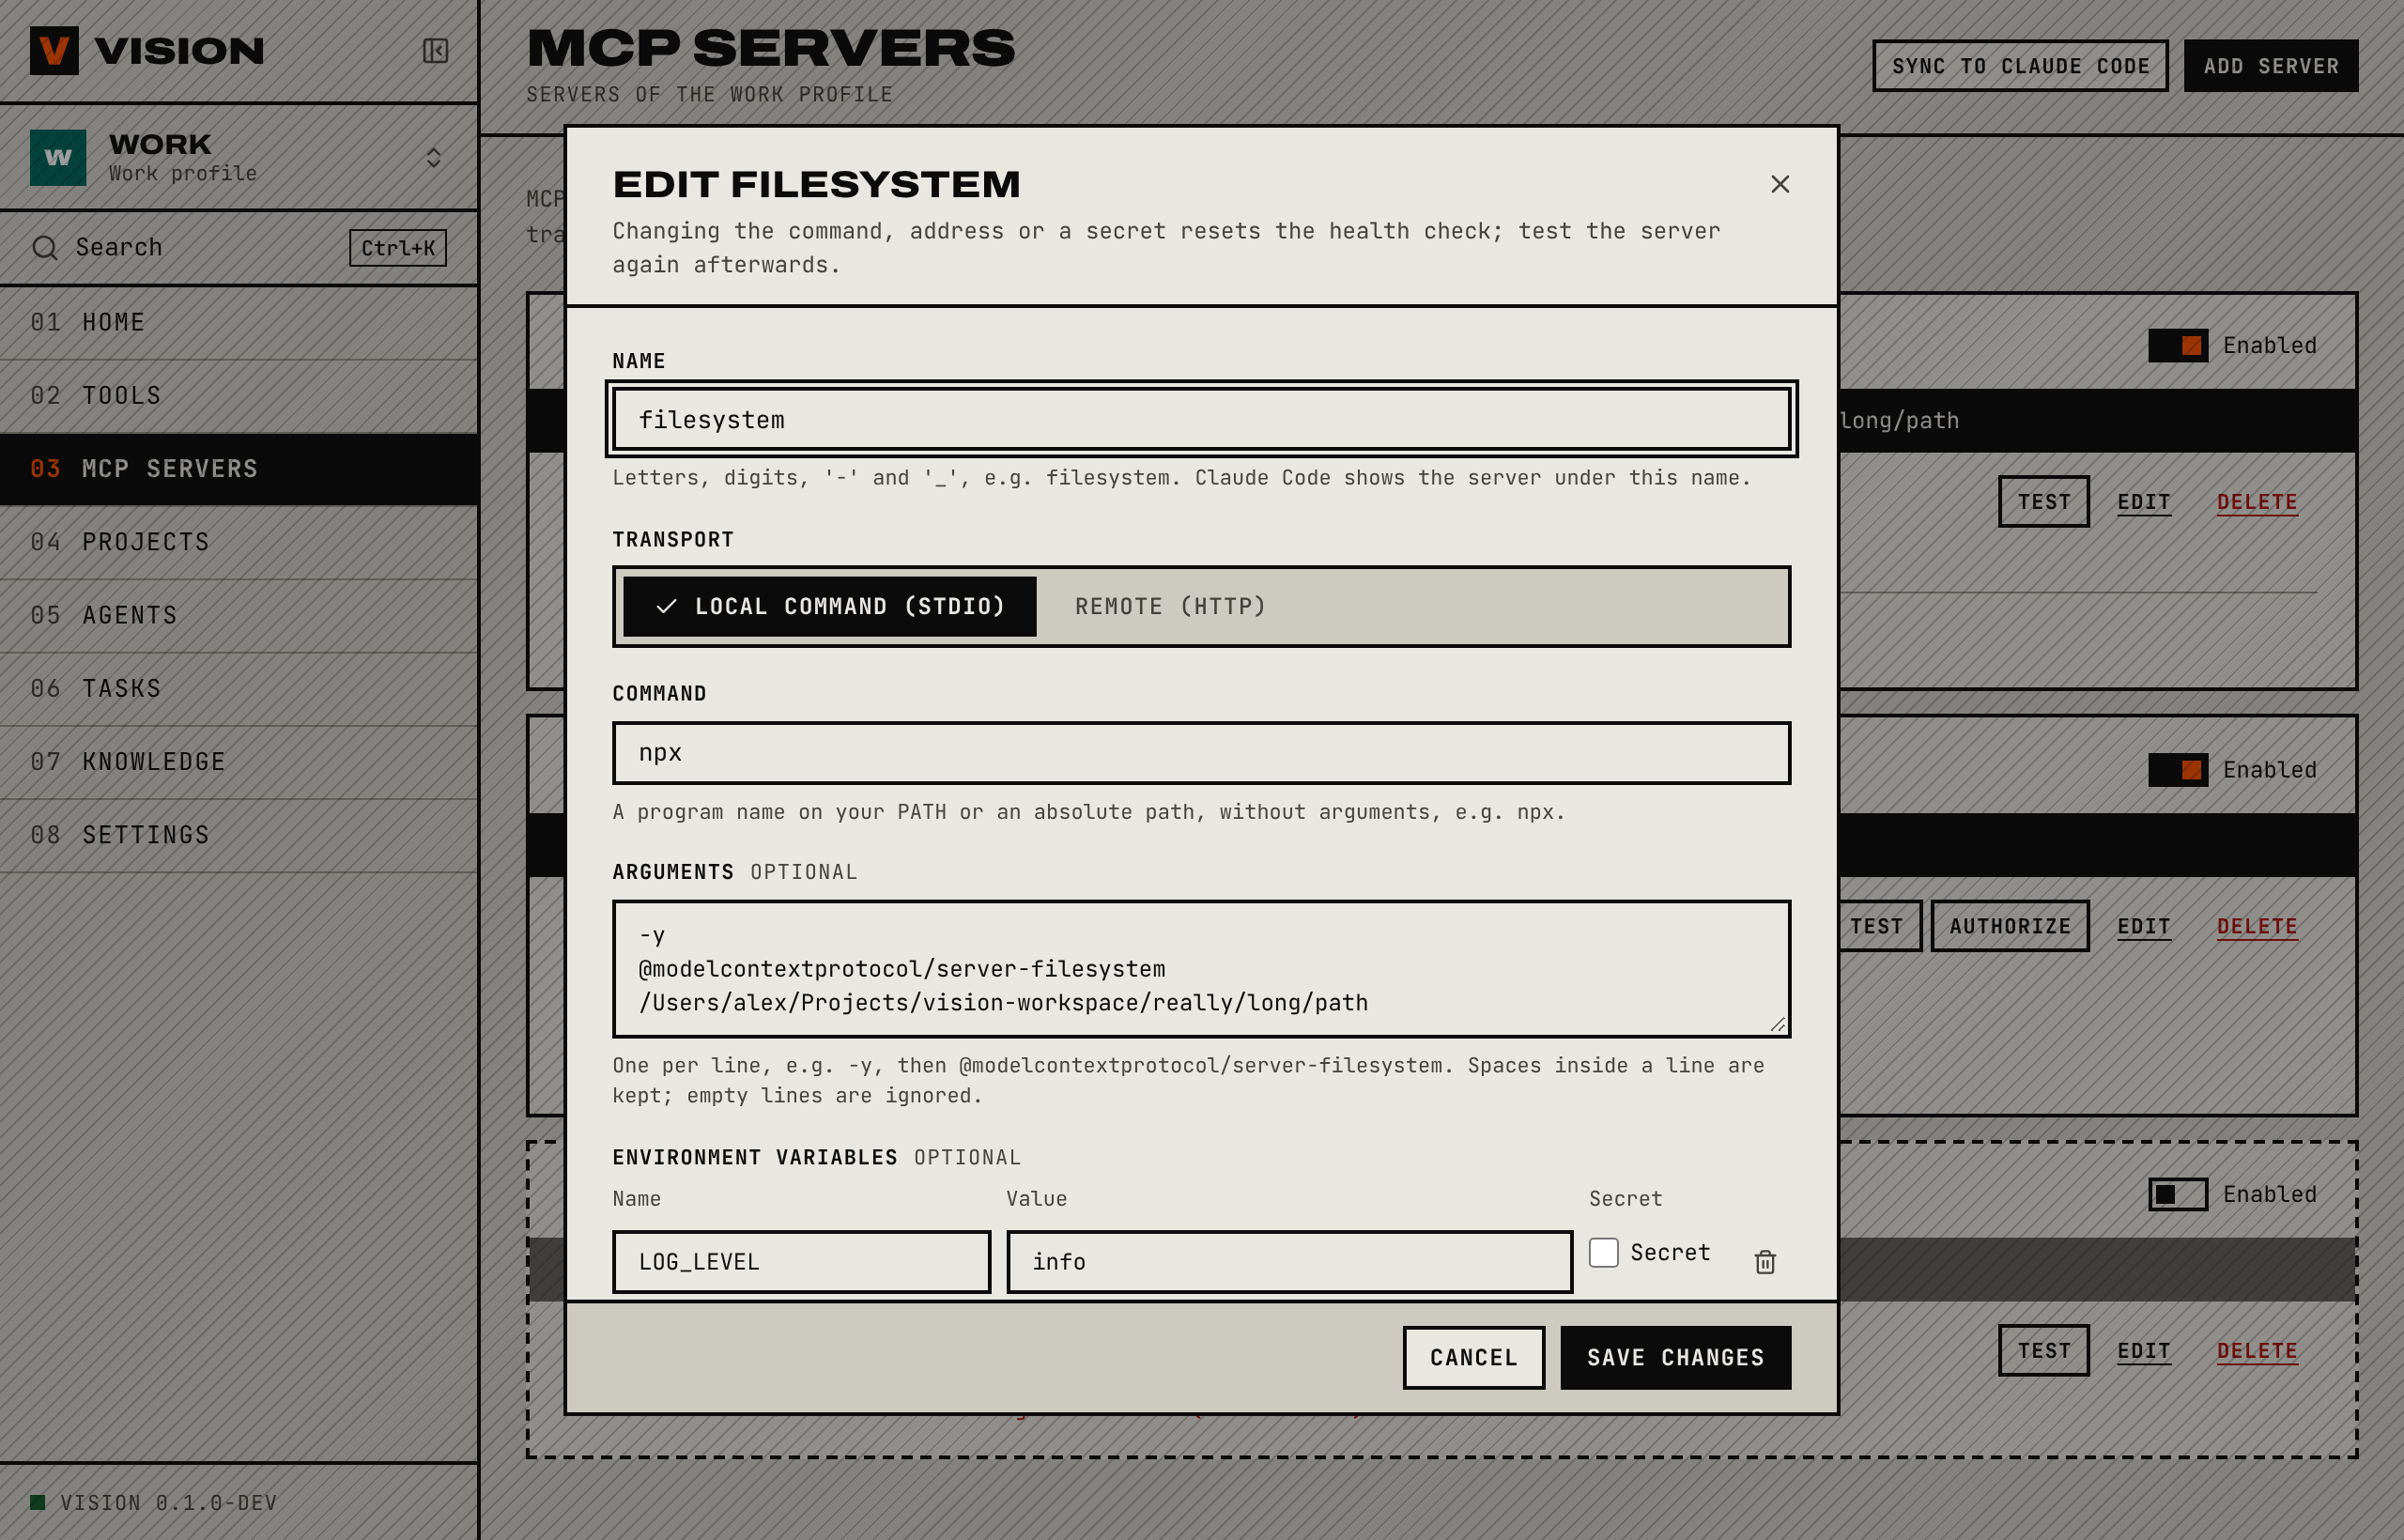 V VISION
WORK
W
Work profile
Search
Ctrl+K
01 HOME
02 TOOLS
03 MCP SERVERS
04 PROJECTS
05 AGENTS
06 TASKS
07 KNOWLEDGE
08 SETTINGS
VISION 0.1.0-DEV
MCP SERVERS
SERVERS OF THE WORK PROFILE
SYNC TO CLAUDE CODE
ADD SERVER
MCP
tra
EDIT FILESYSTEM
Changing the command, address or a secret resets the health check; test the server
again afterwards.
NAME
filesystem
Letters, digits, '-' and '_', e.g. filesystem. Claude Code shows the server under this name.
TRANSPORT
LOCAL COMMAND (STDIO)
REMOTE (HTTP)
COMMAND
npx
A program name on your PATH or an absolute path, without arguments, e.g. npx.
ARGUMENTS OPTIONAL
-y
@modelcontextprotocol/server-filesystem
/Users/alex/Projects/vision-workspace/really/long/path
One per line, e.g. -y, then @modelcontextprotocol/server-filesystem. Spaces inside a line are
kept; empty lines are ignored.
ENVIRONMENT VARIABLES OPTIONAL
Name
Value
Secret
LOG_LEVEL
info
Secret
CANCEL
SAVE CHANGES
Enabled
long/path
TEST
EDIT
DELETE
Enabled
TEST
AUTHORIZE
EDIT
DELETE
Enabled
TEST
EDIT
DELETE